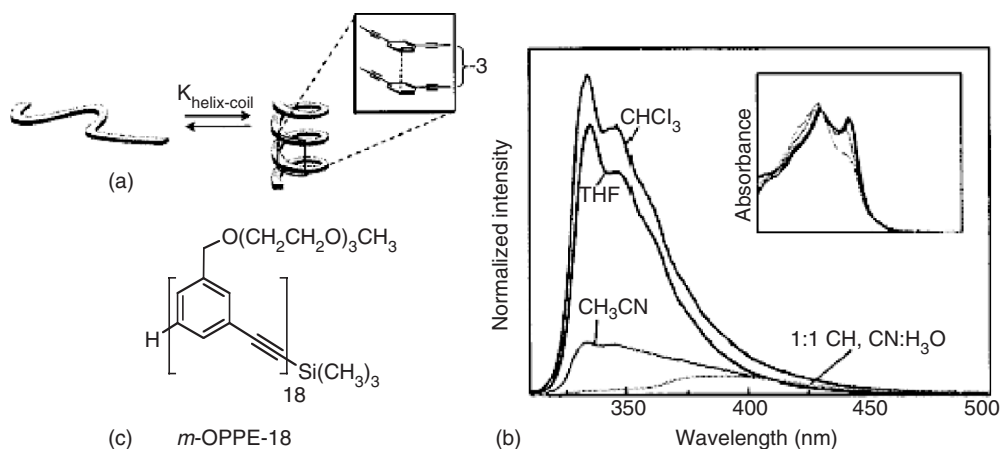 (a)
K helix-coil
3
(b)
Normalized intensity
Absorbance
CHCl3
THF
CH3CN
1:1 CH, CN:H3O
350
400
450
500
Wavelength (nm)
O(CH2CH2O)3CH3
H
Si(CH3)3
18
(c) m-OPPE-18